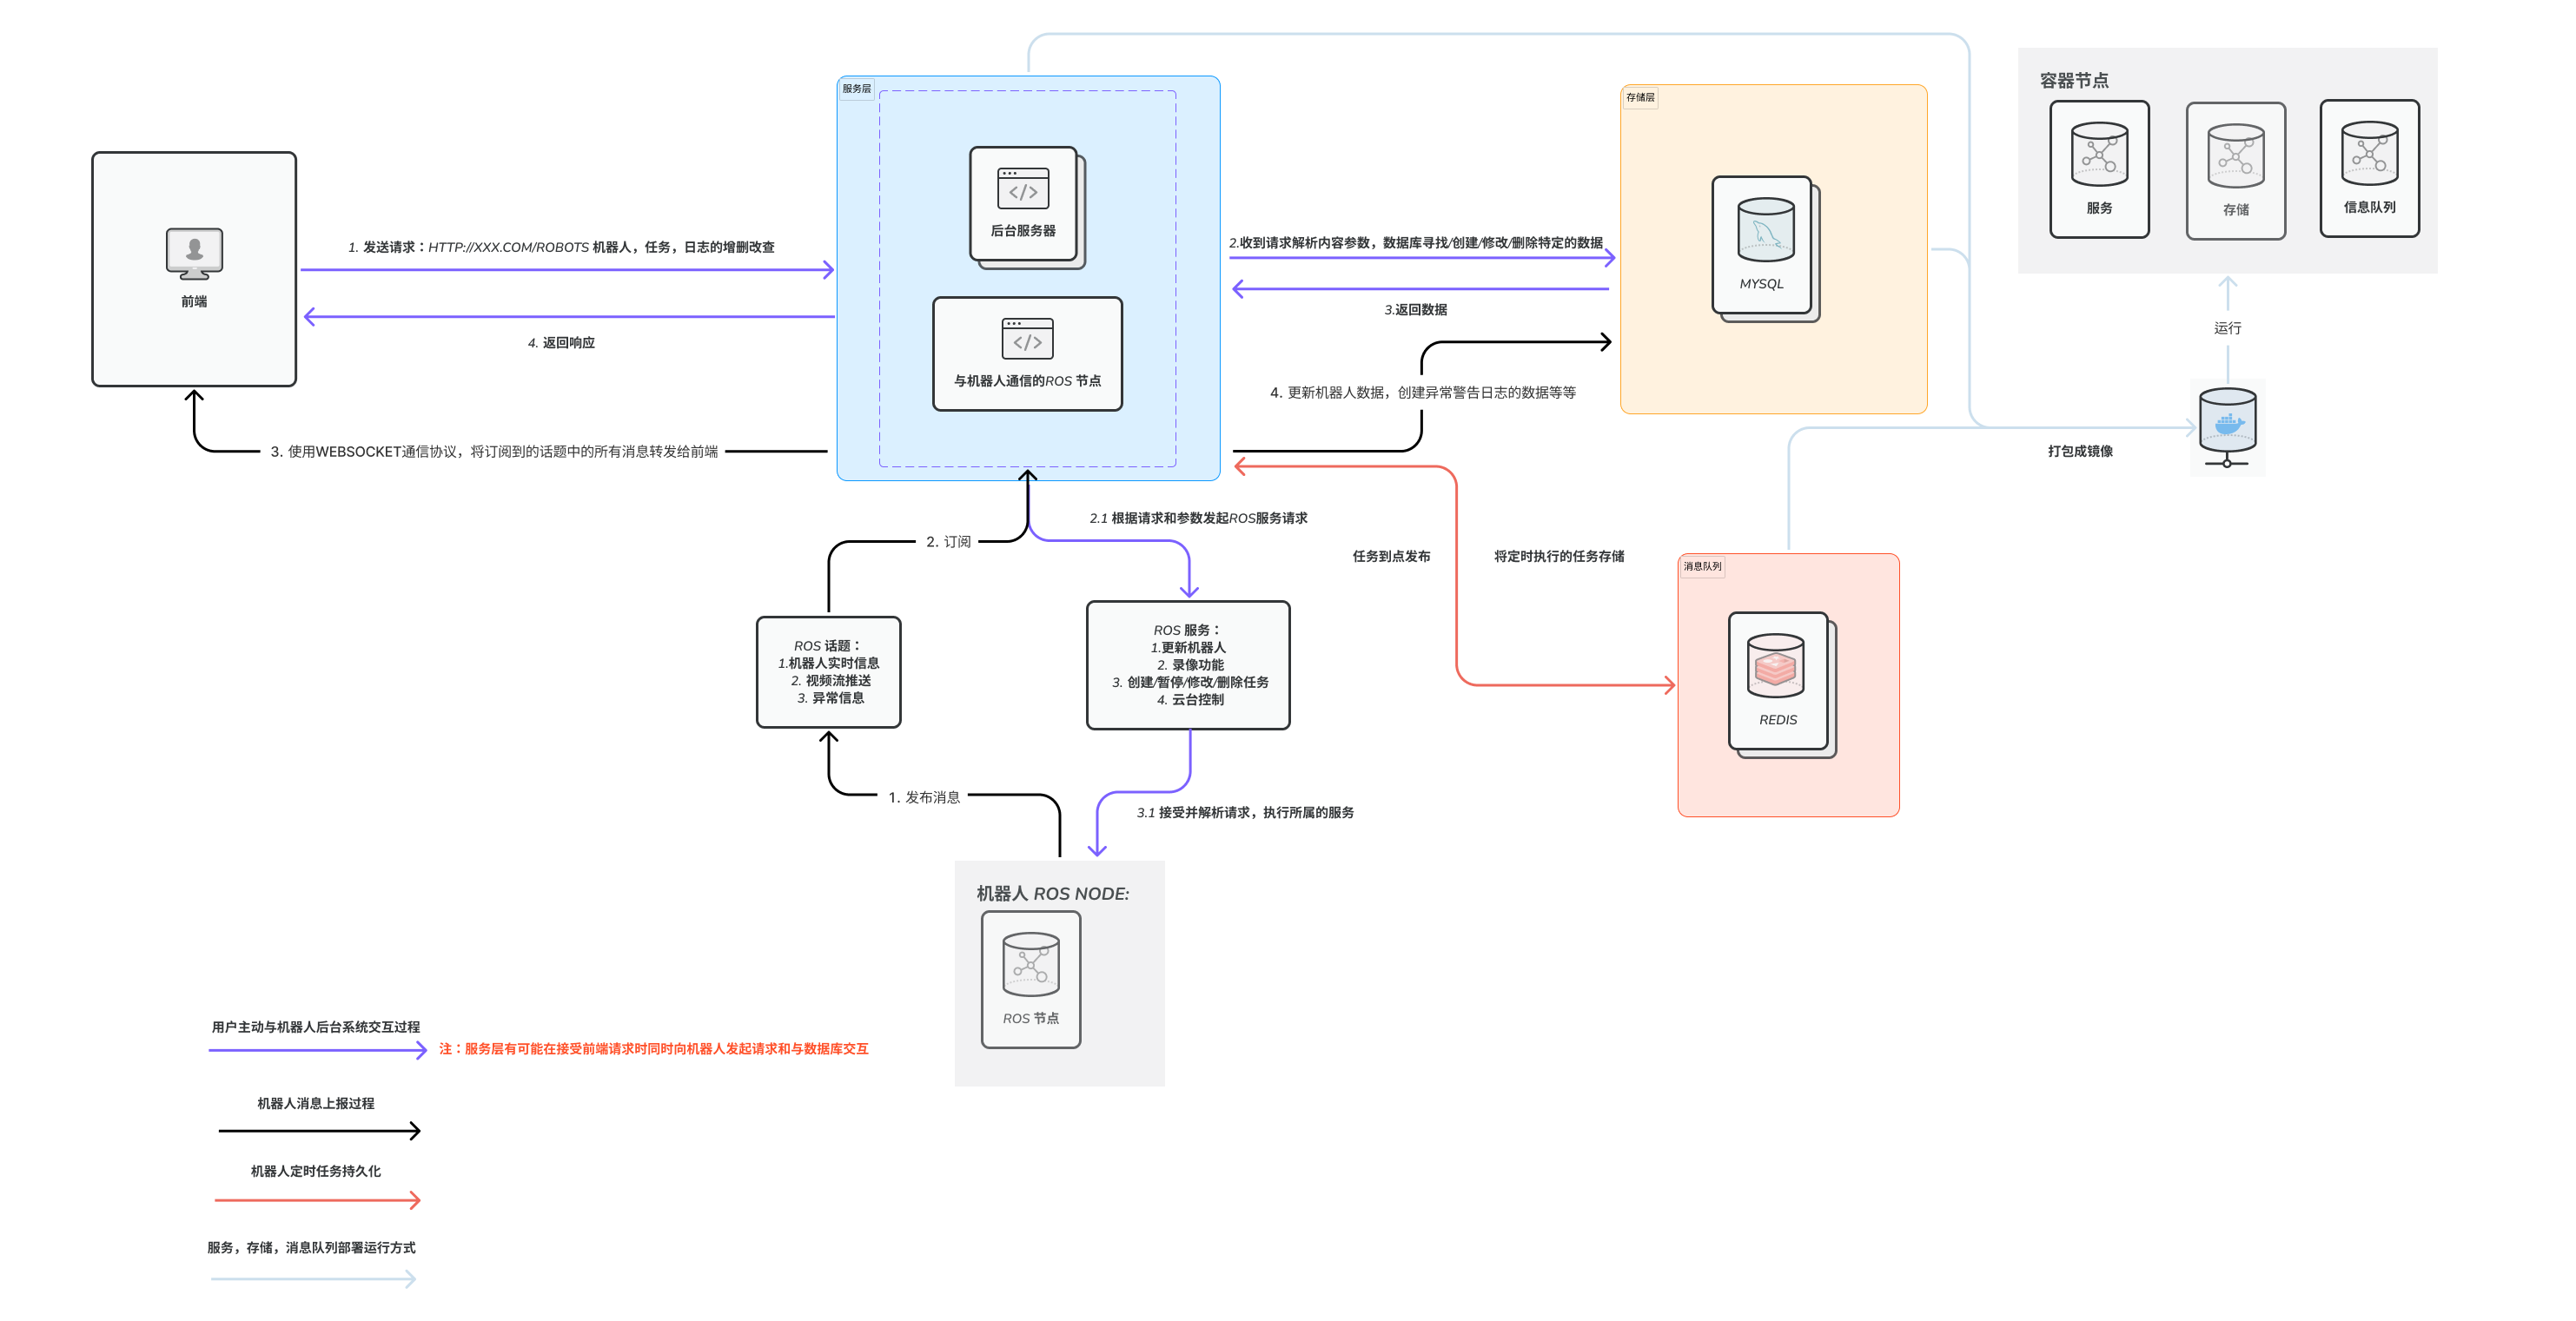 服务层
后台服务器
与机器人通信的ROS 节点
存储层
MYSQL
容器节点
服务
存储
信息队列
前端
1. 发送请求：HTTP://XXX.COM/ROBOTS 机器人，任务，日志的增删改查
4. 返回响应
2.收到请求解析内容参数，数据库寻找/创建/修改/删除特定的数据
3.返回数据
4. 更新机器人数据，创建异常警告日志的数据等等
运行
打包成镜像
3. 使用WEBSOCKET通信协议，将订阅到的话题中的所有消息转发给前端
2. 订阅
2.1 根据请求和参数发起ROS服务请求
任务到点发布
将定时执行的任务存储
消息队列
REDIS
ROS 话题：
1.机器人实时信息
2. 视频流推送
3. 异常信息
ROS 服务：
1.更新机器人
2. 录像功能
3. 创建/暂停/修改/删除任务
4. 云台控制
1. 发布消息
3.1 接受并解析请求，执行所属的服务
机器人 ROS NODE:
ROS 节点
用户主动与机器人后台系统交互过程
注：服务层有可能在接受前端请求时同时向机器人发起请求和与数据库交互
机器人消息上报过程
机器人定时任务持久化
服务，存储，消息队列部署运行方式